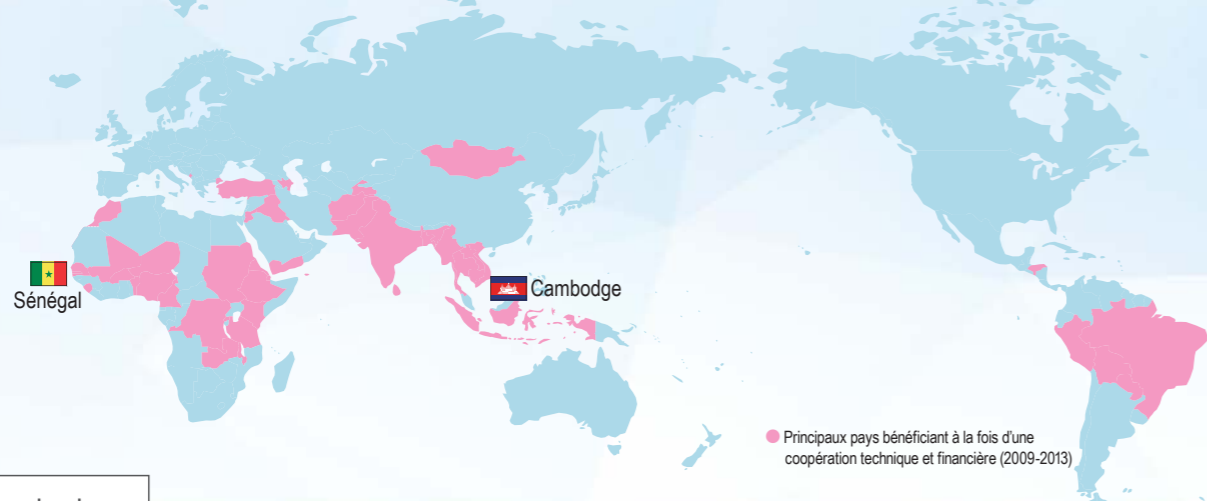 Sénégal
Cambodge
Principaux pays bénéficiant à la fois d'une
coopération technique et financière (2009-2013)